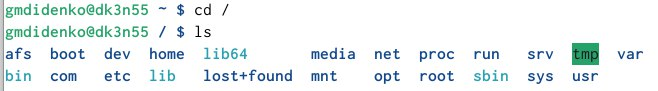 gmdidenko@dk3n55 ~ $ cd /
gmdidenko@dk3n55 / $ ls
afs boot dev home lib64 media net proc run srv tmp var
bin com etc lib lost+found mnt opt root sbin sys usr